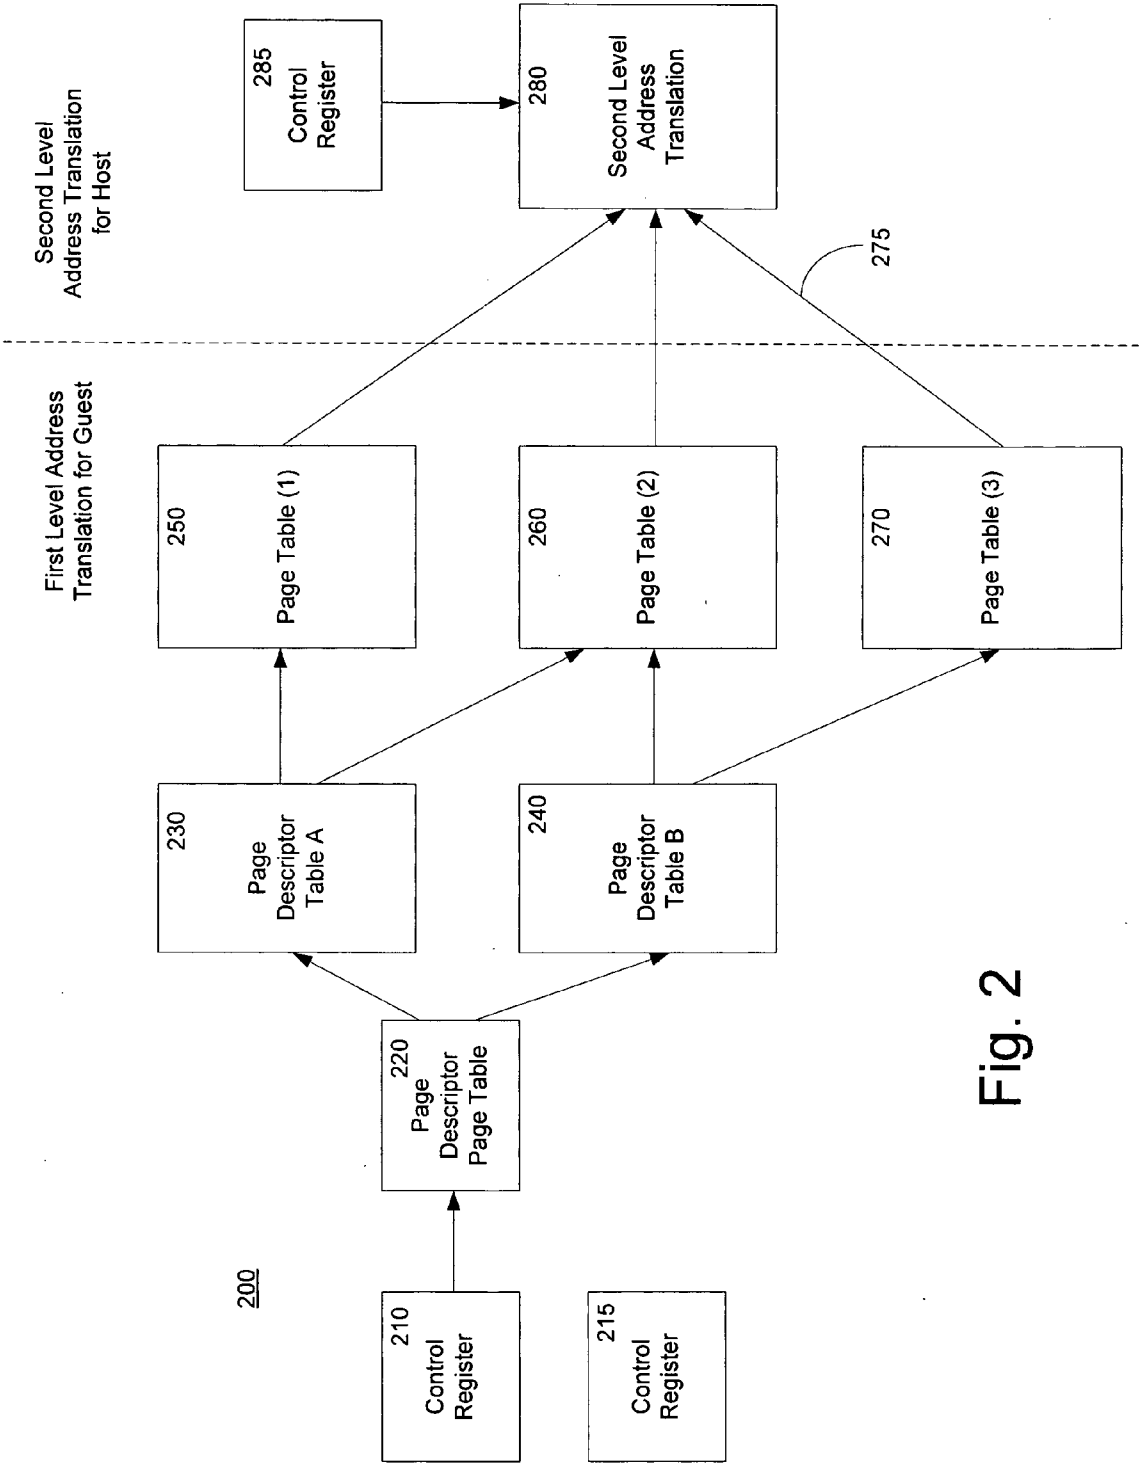 200
First Level Address
Translation for Guest
Second Level
Address Translation
for Host
210
Control
Register
215
Control
Register
220
Page
Descriptor
Page Table
230
Page
Descriptor
Table A
240
Page
Descriptor
Table B
250
Page Table (1)
260
Page Table (2)
270
Page Table (3)
275
285
Control
Register
280
Second Level
Address
Translation
Fig. 2